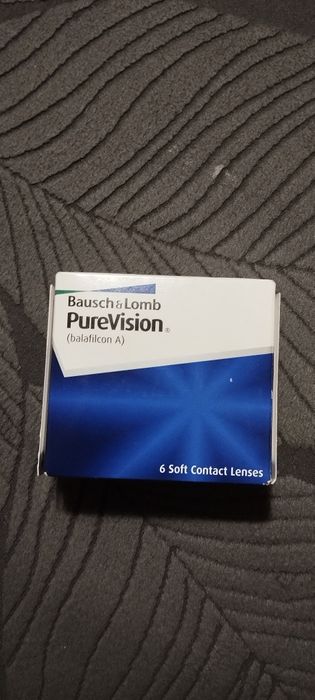 Bausch & Lomb
PureVision®
(balafilcon A)
6 Soft Contact Lenses